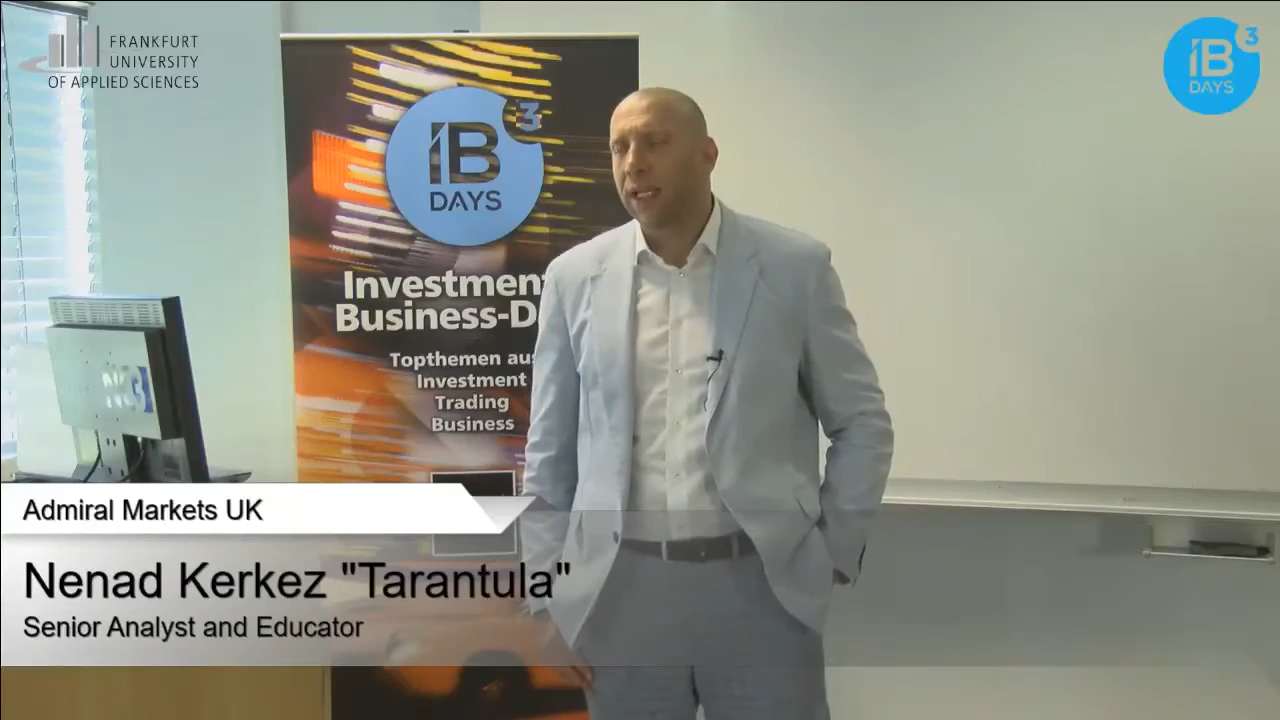 FRANKFURT
UNIVERSITY
OF APPLIED SCIENCES
IB 3
DAYS
IB 3
DAYS
Investment
Business-D
Topthemen aus
Investment
Trading
Business
Admiral Markets UK
Nenad Kerkez "Tarantula"
Senior Analyst and Educator